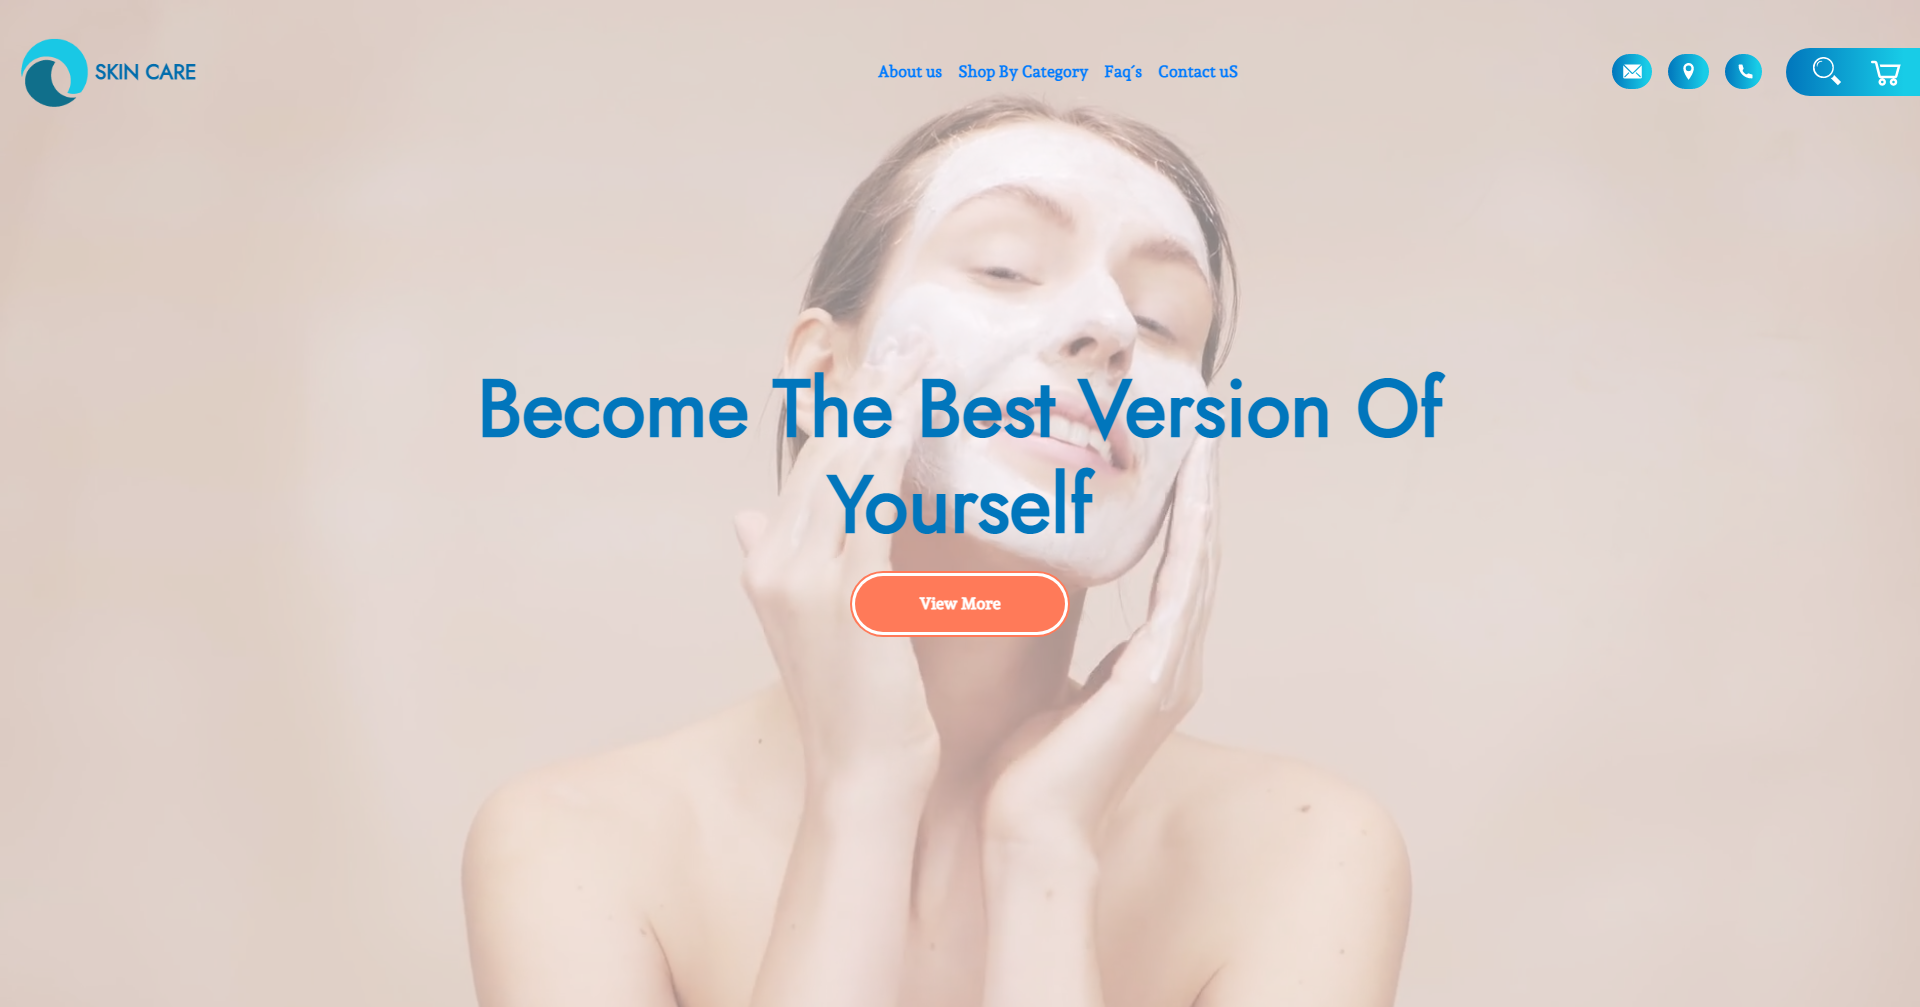 SKIN CARE
About us Shop By Category Faq´s Contact uS
Become The Best Version Of
Yourself
View More